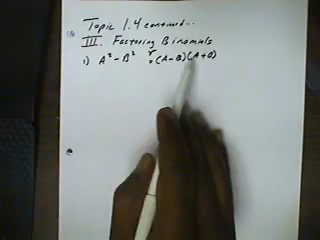 Topic 1.4 continued...
III. Factoring Binomials
1) A² - B² = (A-B)(A+B)